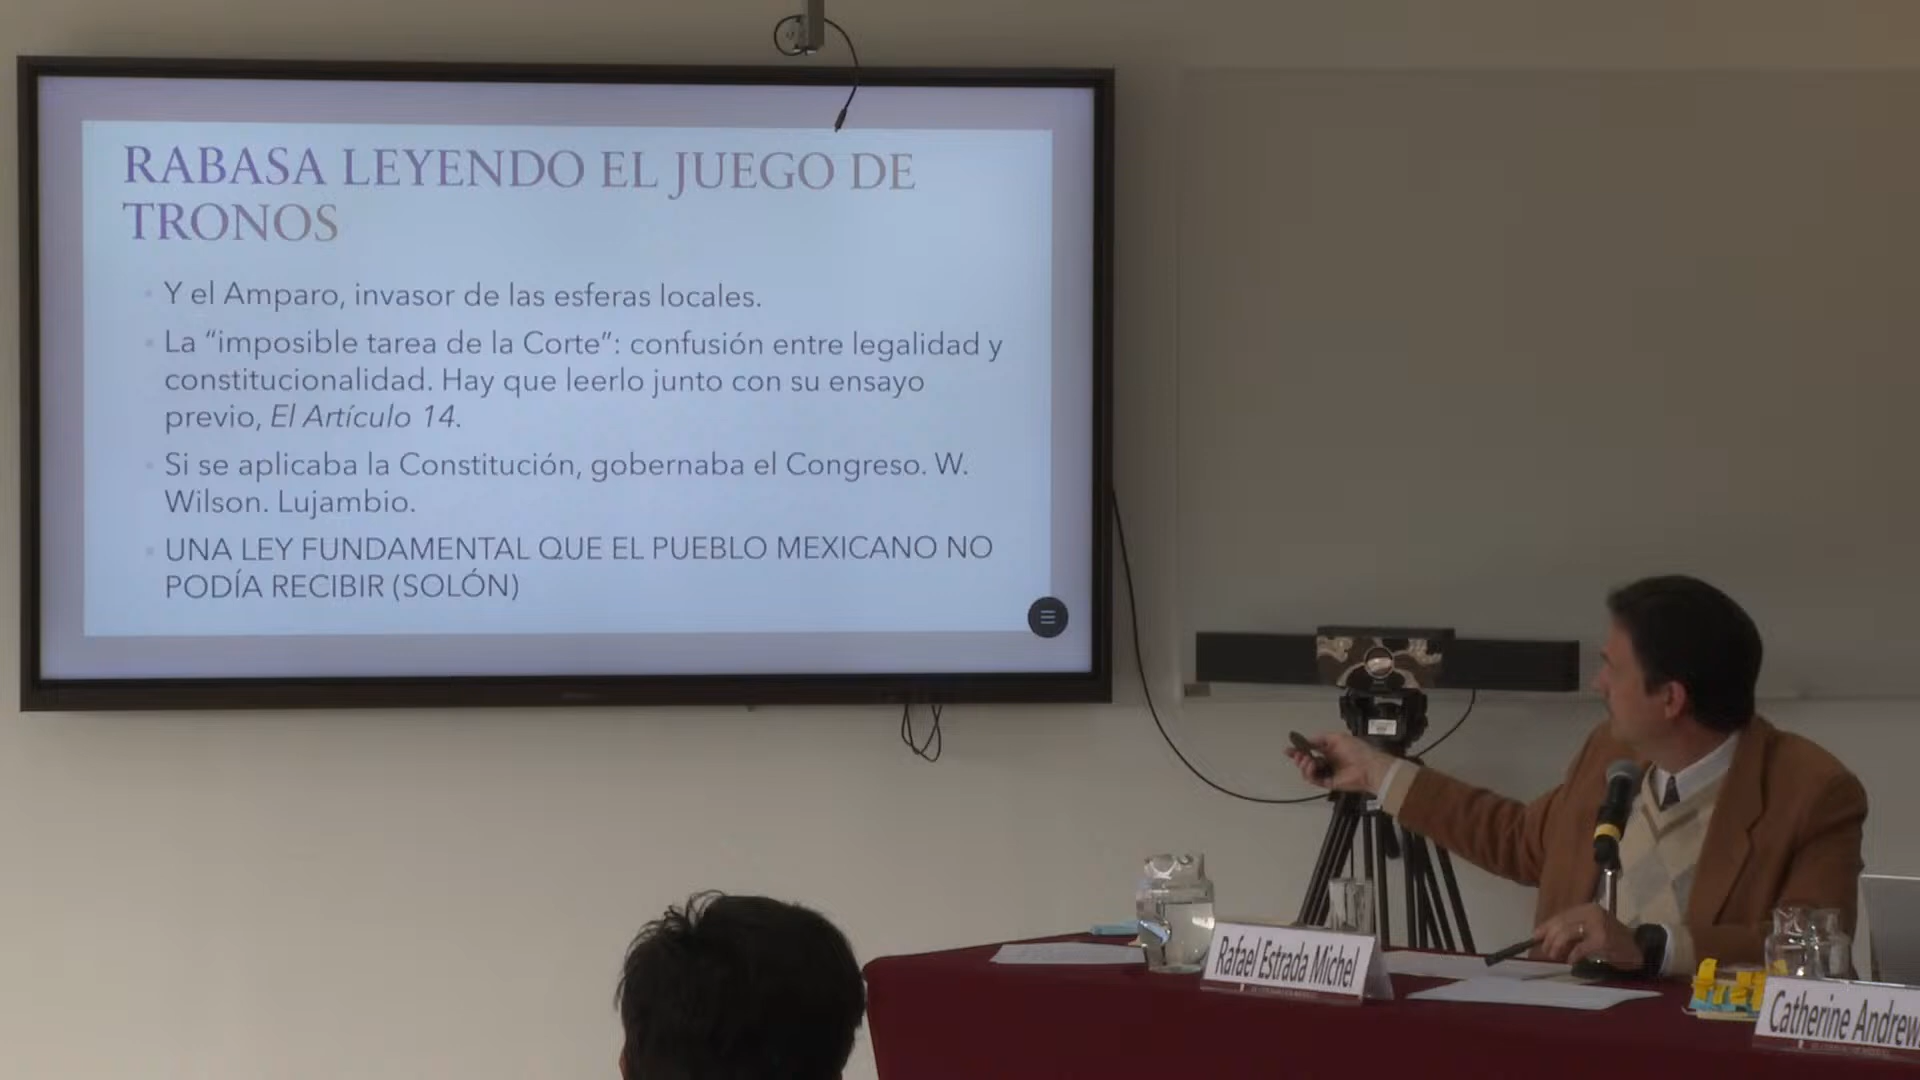 RABASA LEYENDO EL JUEGO DE
TRONOS
Y el Amparo, invasor de las esferas locales.
La “imposible tarea de la Corte”: confusión entre legalidad y
constitucionalidad. Hay que leerlo junto con su ensayo
previo, El Artículo 14.
Si se aplicaba la Constitución, gobernaba el Congreso. W.
Wilson. Lujambio.
UNA LEY FUNDAMENTAL QUE EL PUEBLO MEXICANO NO
PODÍA RECIBIR (SOLÓN)
Rafael Estrada Michel
Catherine Andrew